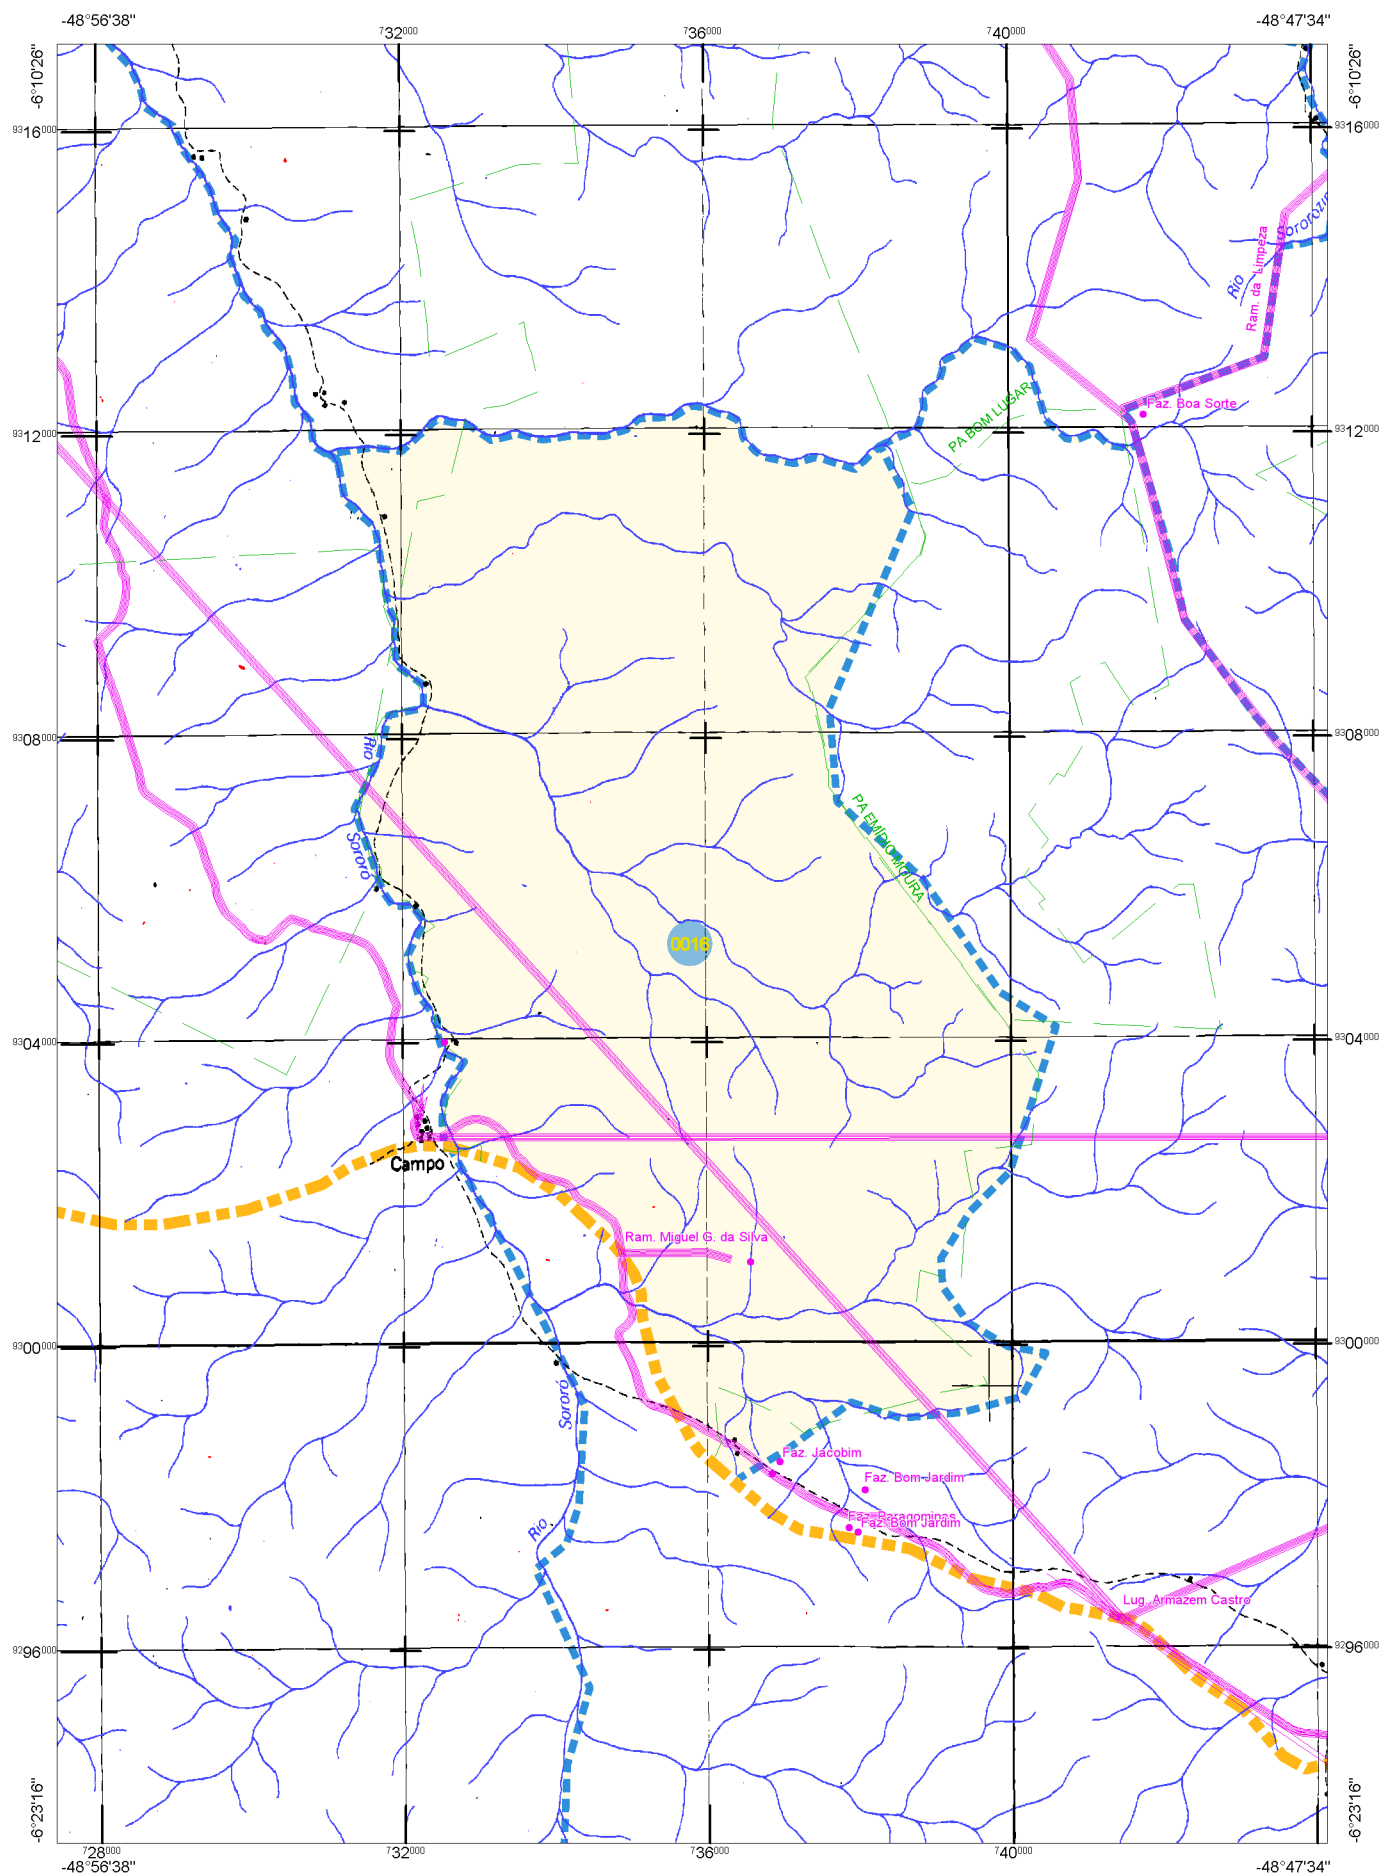 -48°56'38"
732000
736000
740000
-48°47'34"
-6°10'26"
-6°10'26"
9316000
9316000
Sororozin
Ram. da Limpeza
Rio
PA BOM LUGAR
Faz. Boa Sorte
9312000
9312000
9308000
9308000
Rio
Sororó
PA EMÍDIO MOURA
0016
9304000
9304000
Campo
Ram. Miguel G. da Silva
9300000
9300000
Sororó
Faz. Jacobim
Faz. Bom Jardim
Faz. Paragominas
Faz. Bom Jardim
Rio
Lug. Armazem Castro
9296000
9296000
-6°23'16"
-6°23'16"
728000
732000
736000
740000
-48°56'38"
-48°47'34"